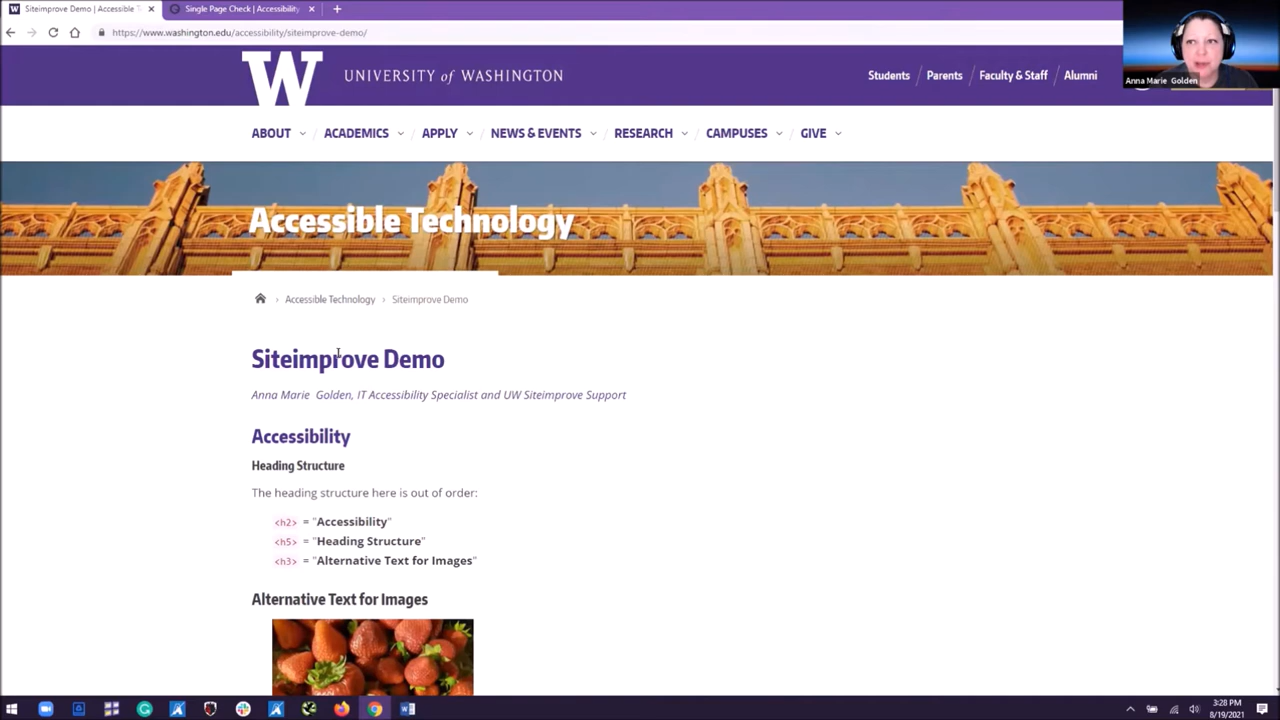 Siteimprove Demo | Accessible T
Single Page Check | Accessibility
https://www.washington.edu/accessibility/siteimprove-demo/
W
UNIVERSITY of WASHINGTON
Students
Parents
Faculty & Staff
Alumni
Anna Marie Golden
ABOUT
ACADEMICS
APPLY
NEWS & EVENTS
RESEARCH
CAMPUSES
GIVE
Accessible Technology
Accessible Technology
Siteimprove Demo
Siteimprove Demo
Anna Marie Golden, IT Accessibility Specialist and UW Siteimprove Support
Accessibility
Heading Structure
The heading structure here is out of order:
<h2> = "Accessibility"
<h5> = "Heading Structure"
<h3> = "Alternative Text for Images"
Alternative Text for Images
3:28 PM
8/19/2021